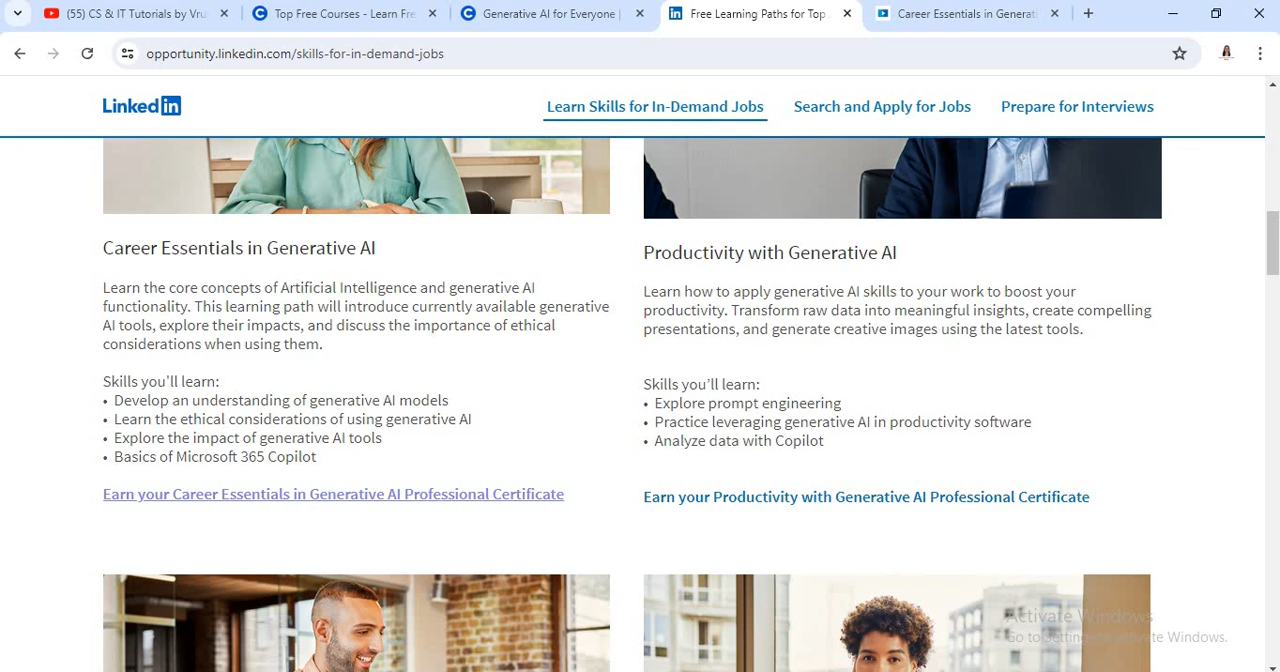 (55) CS & IT Tutorials by Vru
Top Free Courses - Learn Fre
Generative AI for Everyone |
Free Learning Paths for Top
Career Essentials in Generati
opportunity.linkedin.com/skills-for-in-demand-jobs
Linked in
Learn Skills for In-Demand Jobs
Search and Apply for Jobs
Prepare for Interviews
Career Essentials in Generative AI
Learn the core concepts of Artificial Intelligence and generative AI
functionality. This learning path will introduce currently available generative
AI tools, explore their impacts, and discuss the importance of ethical
considerations when using them.
Skills you'll learn:
• Develop an understanding of generative AI models
• Learn the ethical considerations of using generative AI
• Explore the impact of generative AI tools
• Basics of Microsoft 365 Copilot
Earn your Career Essentials in Generative AI Professional Certificate
Productivity with Generative AI
Learn how to apply generative AI skills to your work to boost your
productivity. Transform raw data into meaningful insights, create compelling
presentations, and generate creative images using the latest tools.
Skills you’ll learn:
• Explore prompt engineering
• Practice leveraging generative AI in productivity software
• Analyze data with Copilot
Earn your Productivity with Generative AI Professional Certificate
Activate Windows
Go to Settings to activate Windows.